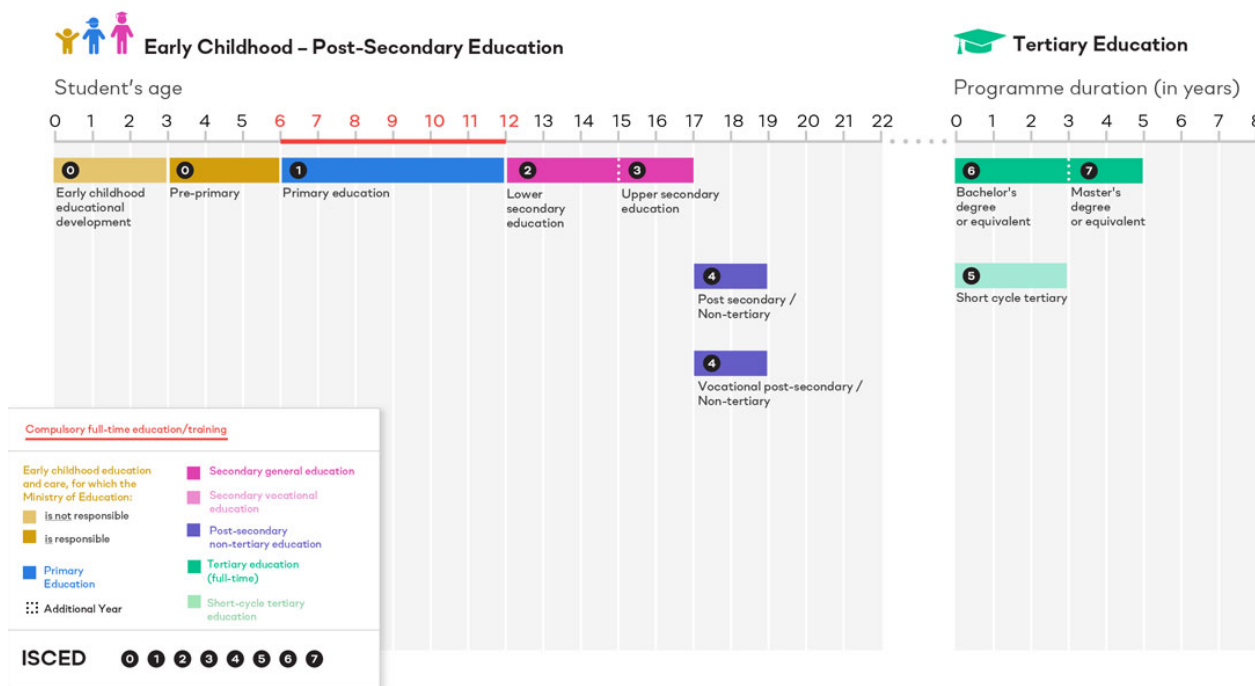 Early Childhood – Post-Secondary Education
Student's age
0 1 2 3 4 5 6 7 8 9 10 11 12 13 14 15 16 17 18 19 20 21 22
0
Early childhood
educational
development
0
Pre-primary
1
Primary education
2
Lower
secondary
education
3
Upper secondary
education
4
Post secondary /
Non-tertiary
4
Vocational post-secondary /
Non-tertiary
Tertiary Education
Programme duration (in years)
0 1 2 3 4 5 6 7 8
6
Bachelor's
degree
or equivalent
7
Master's
degree
or equivalent
5
Short cycle tertiary
Compulsory full-time education/training
Early childhood education
and care, for which the
Ministry of Education:
is not responsible
is responsible
Primary
Education
Additional Year
Secondary general education
Secondary vocational
education
Post-secondary
non-tertiary education
Tertiary education
(full-time)
Short-cycle tertiary
education
ISCED 0 1 2 3 4 5 6 7